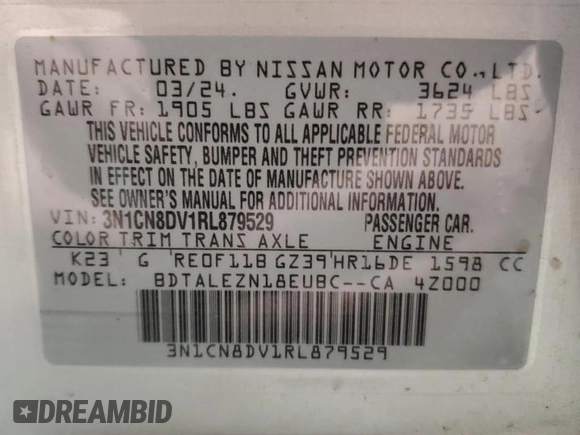 MANUFACTURED BY NISSAN MOTOR CO.,LTD.
DATE: 03/24. GVWR: 3624 LBS
GAWR FR: 1905 LBS GAWR RR: 1735 LBS
THIS VEHICLE CONFORMS TO ALL APPLICABLE FEDERAL MOTOR
VEHICLE SAFETY, BUMPER AND THEFT PREVENTION STANDARDS
IN EFFECT ON THE DATE OF MANUFACTURE SHOWN ABOVE.
SEE OWNER'S MANUAL FOR ADDITIONAL INFORMATION.
VIN: 3N1CN8DV1RL879529 PASSENGER CAR.
COLOR TRIM TRANS AXLE ENGINE
K23 G RE0F11B GZ39 HR16DE 1598 CC
MODEL: BDTALEZN18EUBC--CA 4Z000
3N1CN8DV1RL879529
DREAMBID